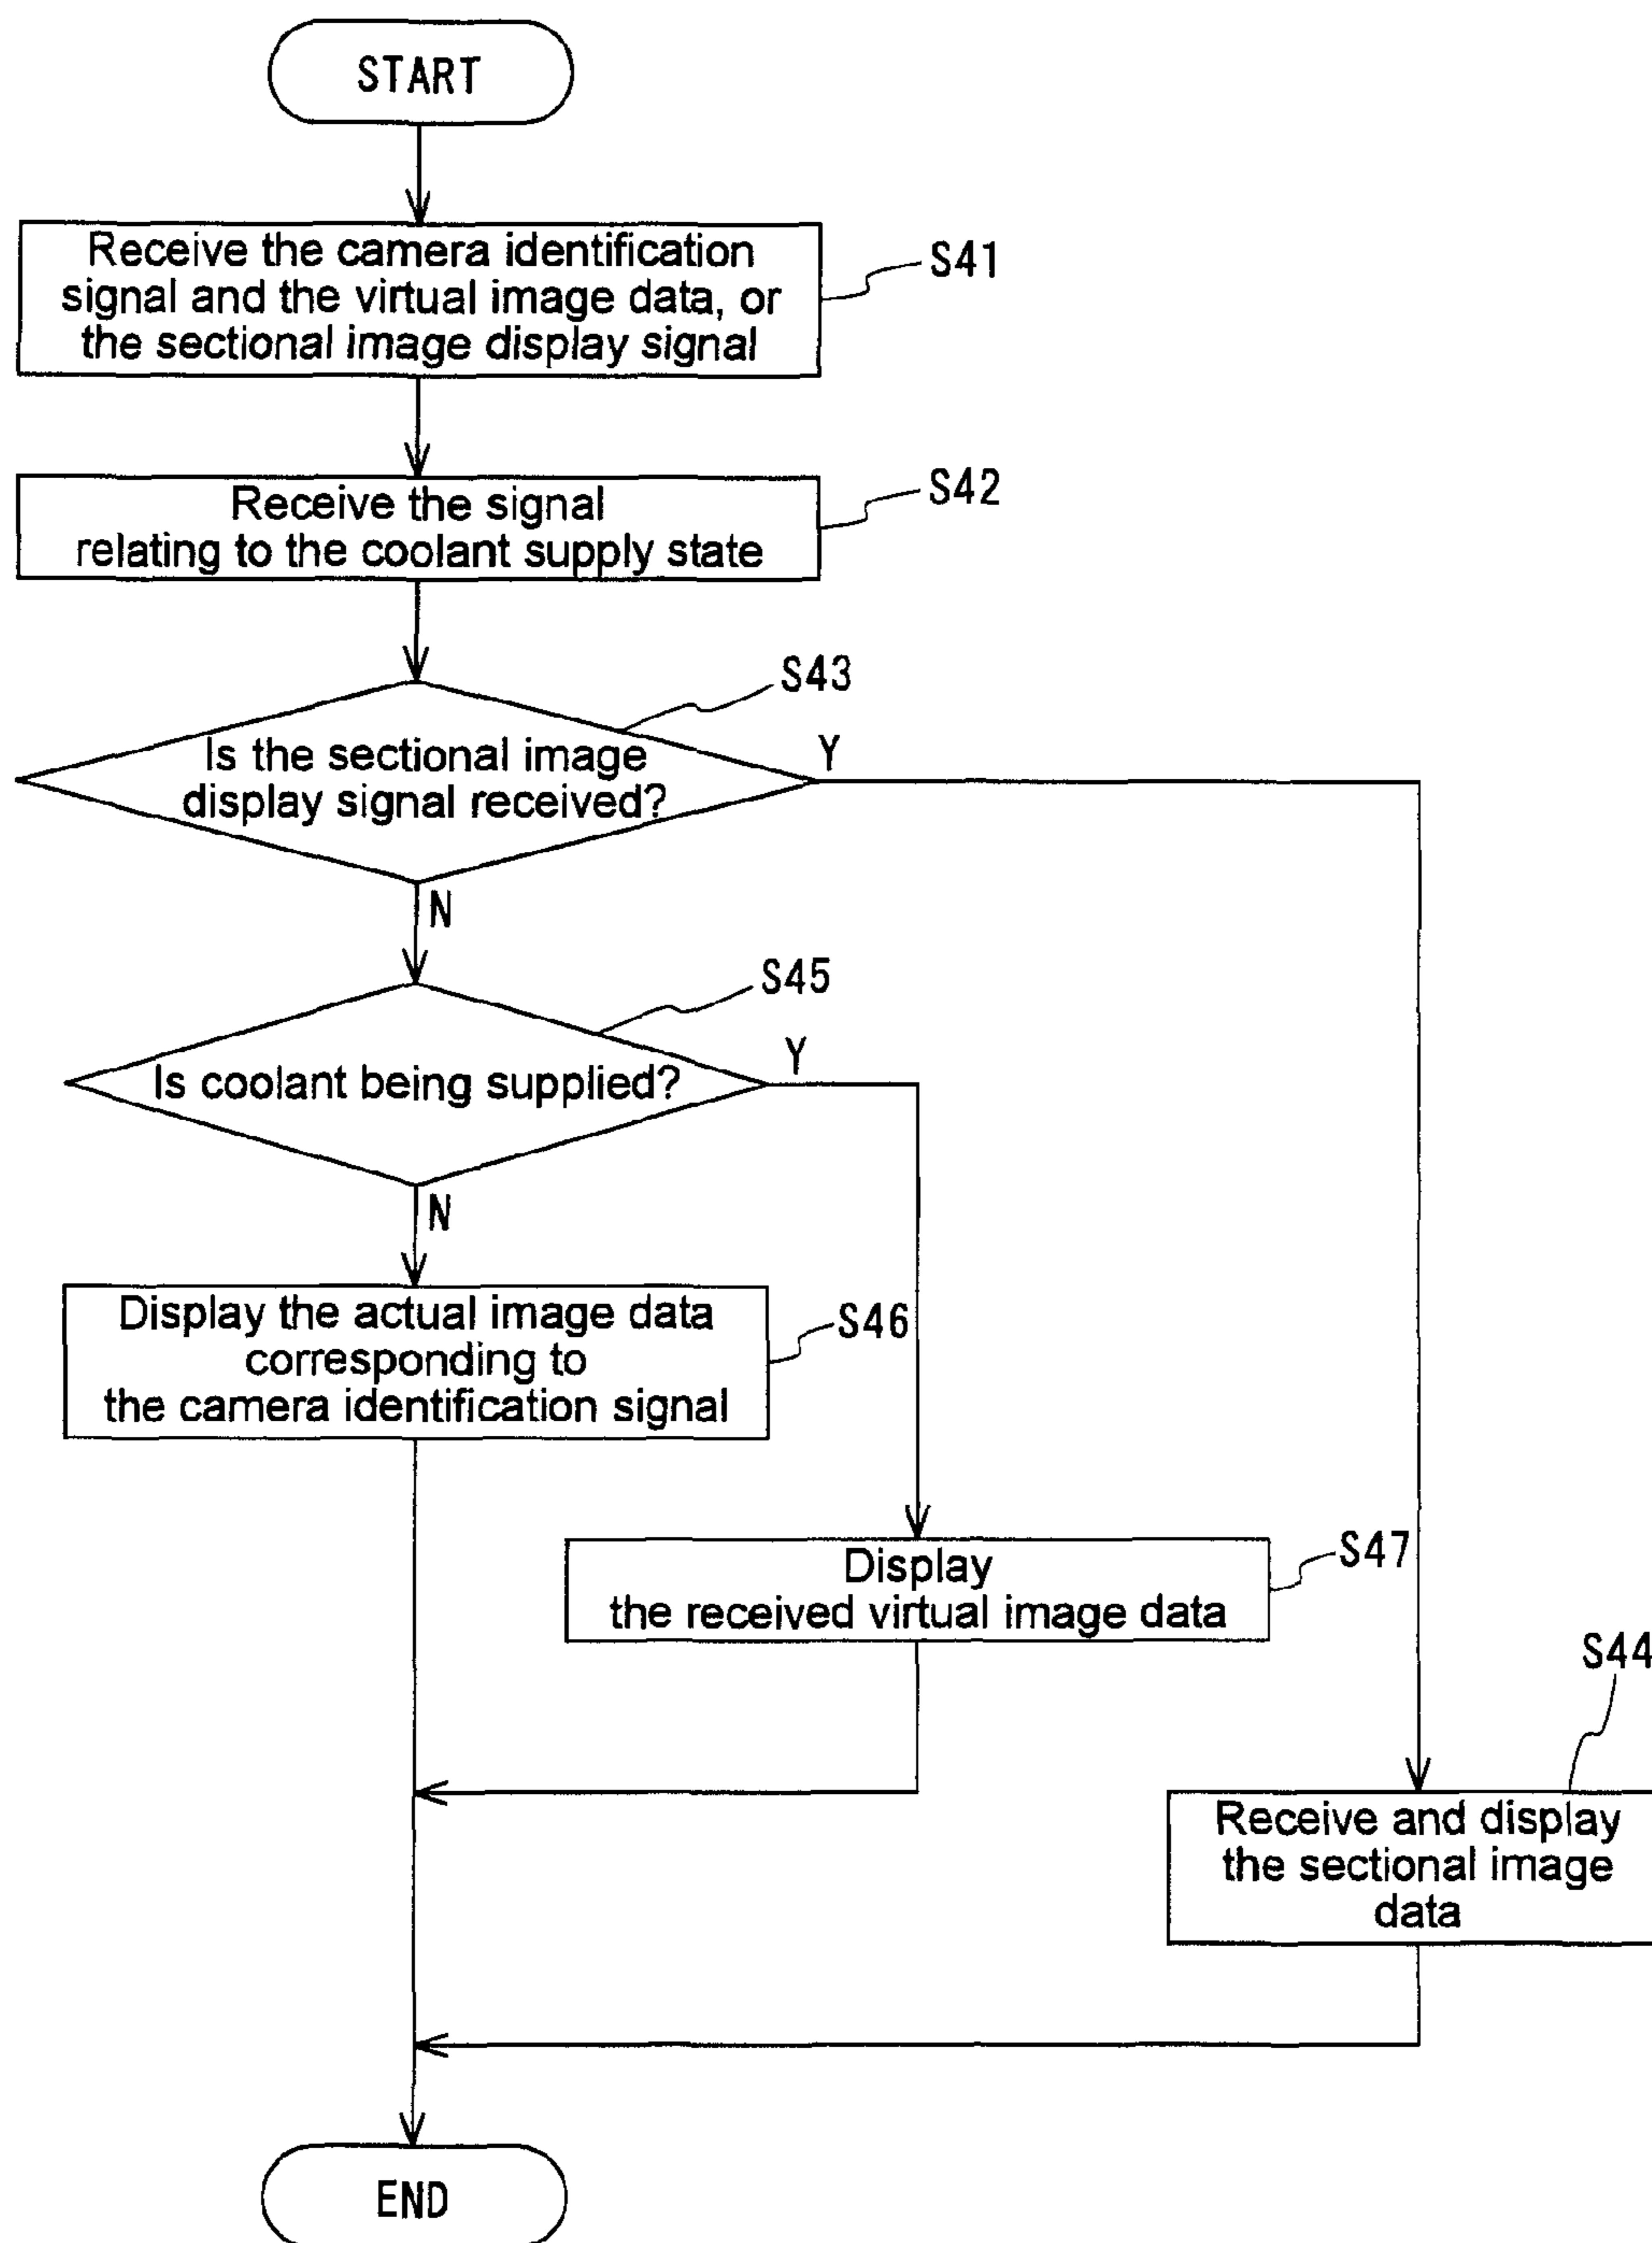 START
Receive the camera identification
signal and the virtual image data, or
the sectional image display signal
S41
Receive the signal
relating to the coolant supply state
S42
S43
Is the sectional image
display signal received?
Y
N
S45
Is coolant being supplied?
Y
N
Display the actual image data
corresponding to
the camera identification signal
S46
Display
the received virtual image data
S47
S44
Receive and display
the sectional image
data
END